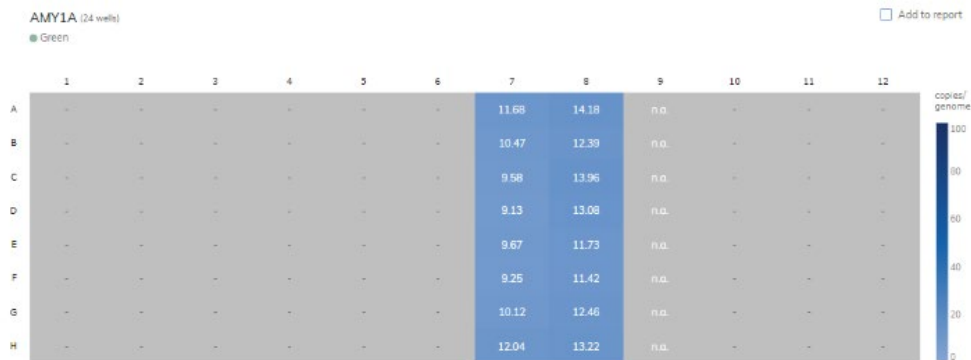 AMY1A (24 wells)
Add to report
Green
1 2 3 4 5 6 7 8 9 10 11 12
copies/
genome
A - - - - - - 11.68 14.18 n.a. - - -
100
B - - - - - - 10.47 12.39 n.a. - - -
80
C - - - - - - 9.58 13.96 n.a. - - -
D - - - - - - 9.13 13.08 n.a. - - -
60
E - - - - - - 9.67 11.73 n.a. - - -
40
F - - - - - - 9.25 11.42 n.a. - - -
G - - - - - - 10.12 12.46 n.a. - - -
20
H - - - - - - 12.04 13.22 n.a. - - -
0